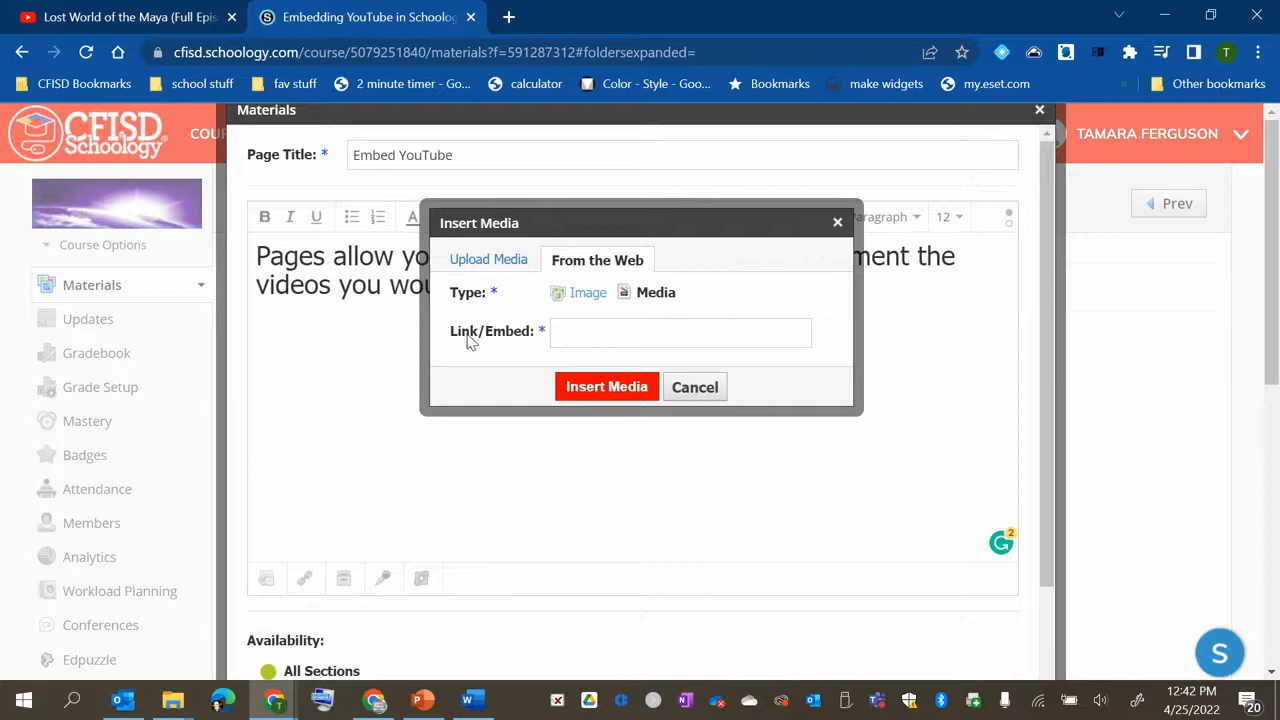 Lost World of the Maya (Full Epis
Embedding YouTube in Schoolog
cfisd.schoology.com/course/5079251840/materials?f=591287312#foldersexpanded=
T
CFISD Bookmarks
school stuff
fav stuff
2 minute timer - Go...
calculator
Color - Style - Goo...
Bookmarks
make widgets
my.eset.com
Other bookmarks
CFISD
Schoology
COU
TAMARA FERGUSON
Materials
Page Title: *
Embed YouTube
Prev
Course Options
Materials
Updates
Gradebook
Grade Setup
Mastery
Badges
Attendance
Members
Analytics
Workload Planning
Conferences
Edpuzzle
B I U A
Paragraph
12
Pages allow yo
ment the
videos you wou
Insert Media
Upload Media
From the Web
Type: *
Image
Media
Link/Embed: *
Insert Media
Cancel
2
Availability:
All Sections
S
12:42 PM
4/25/2022
20